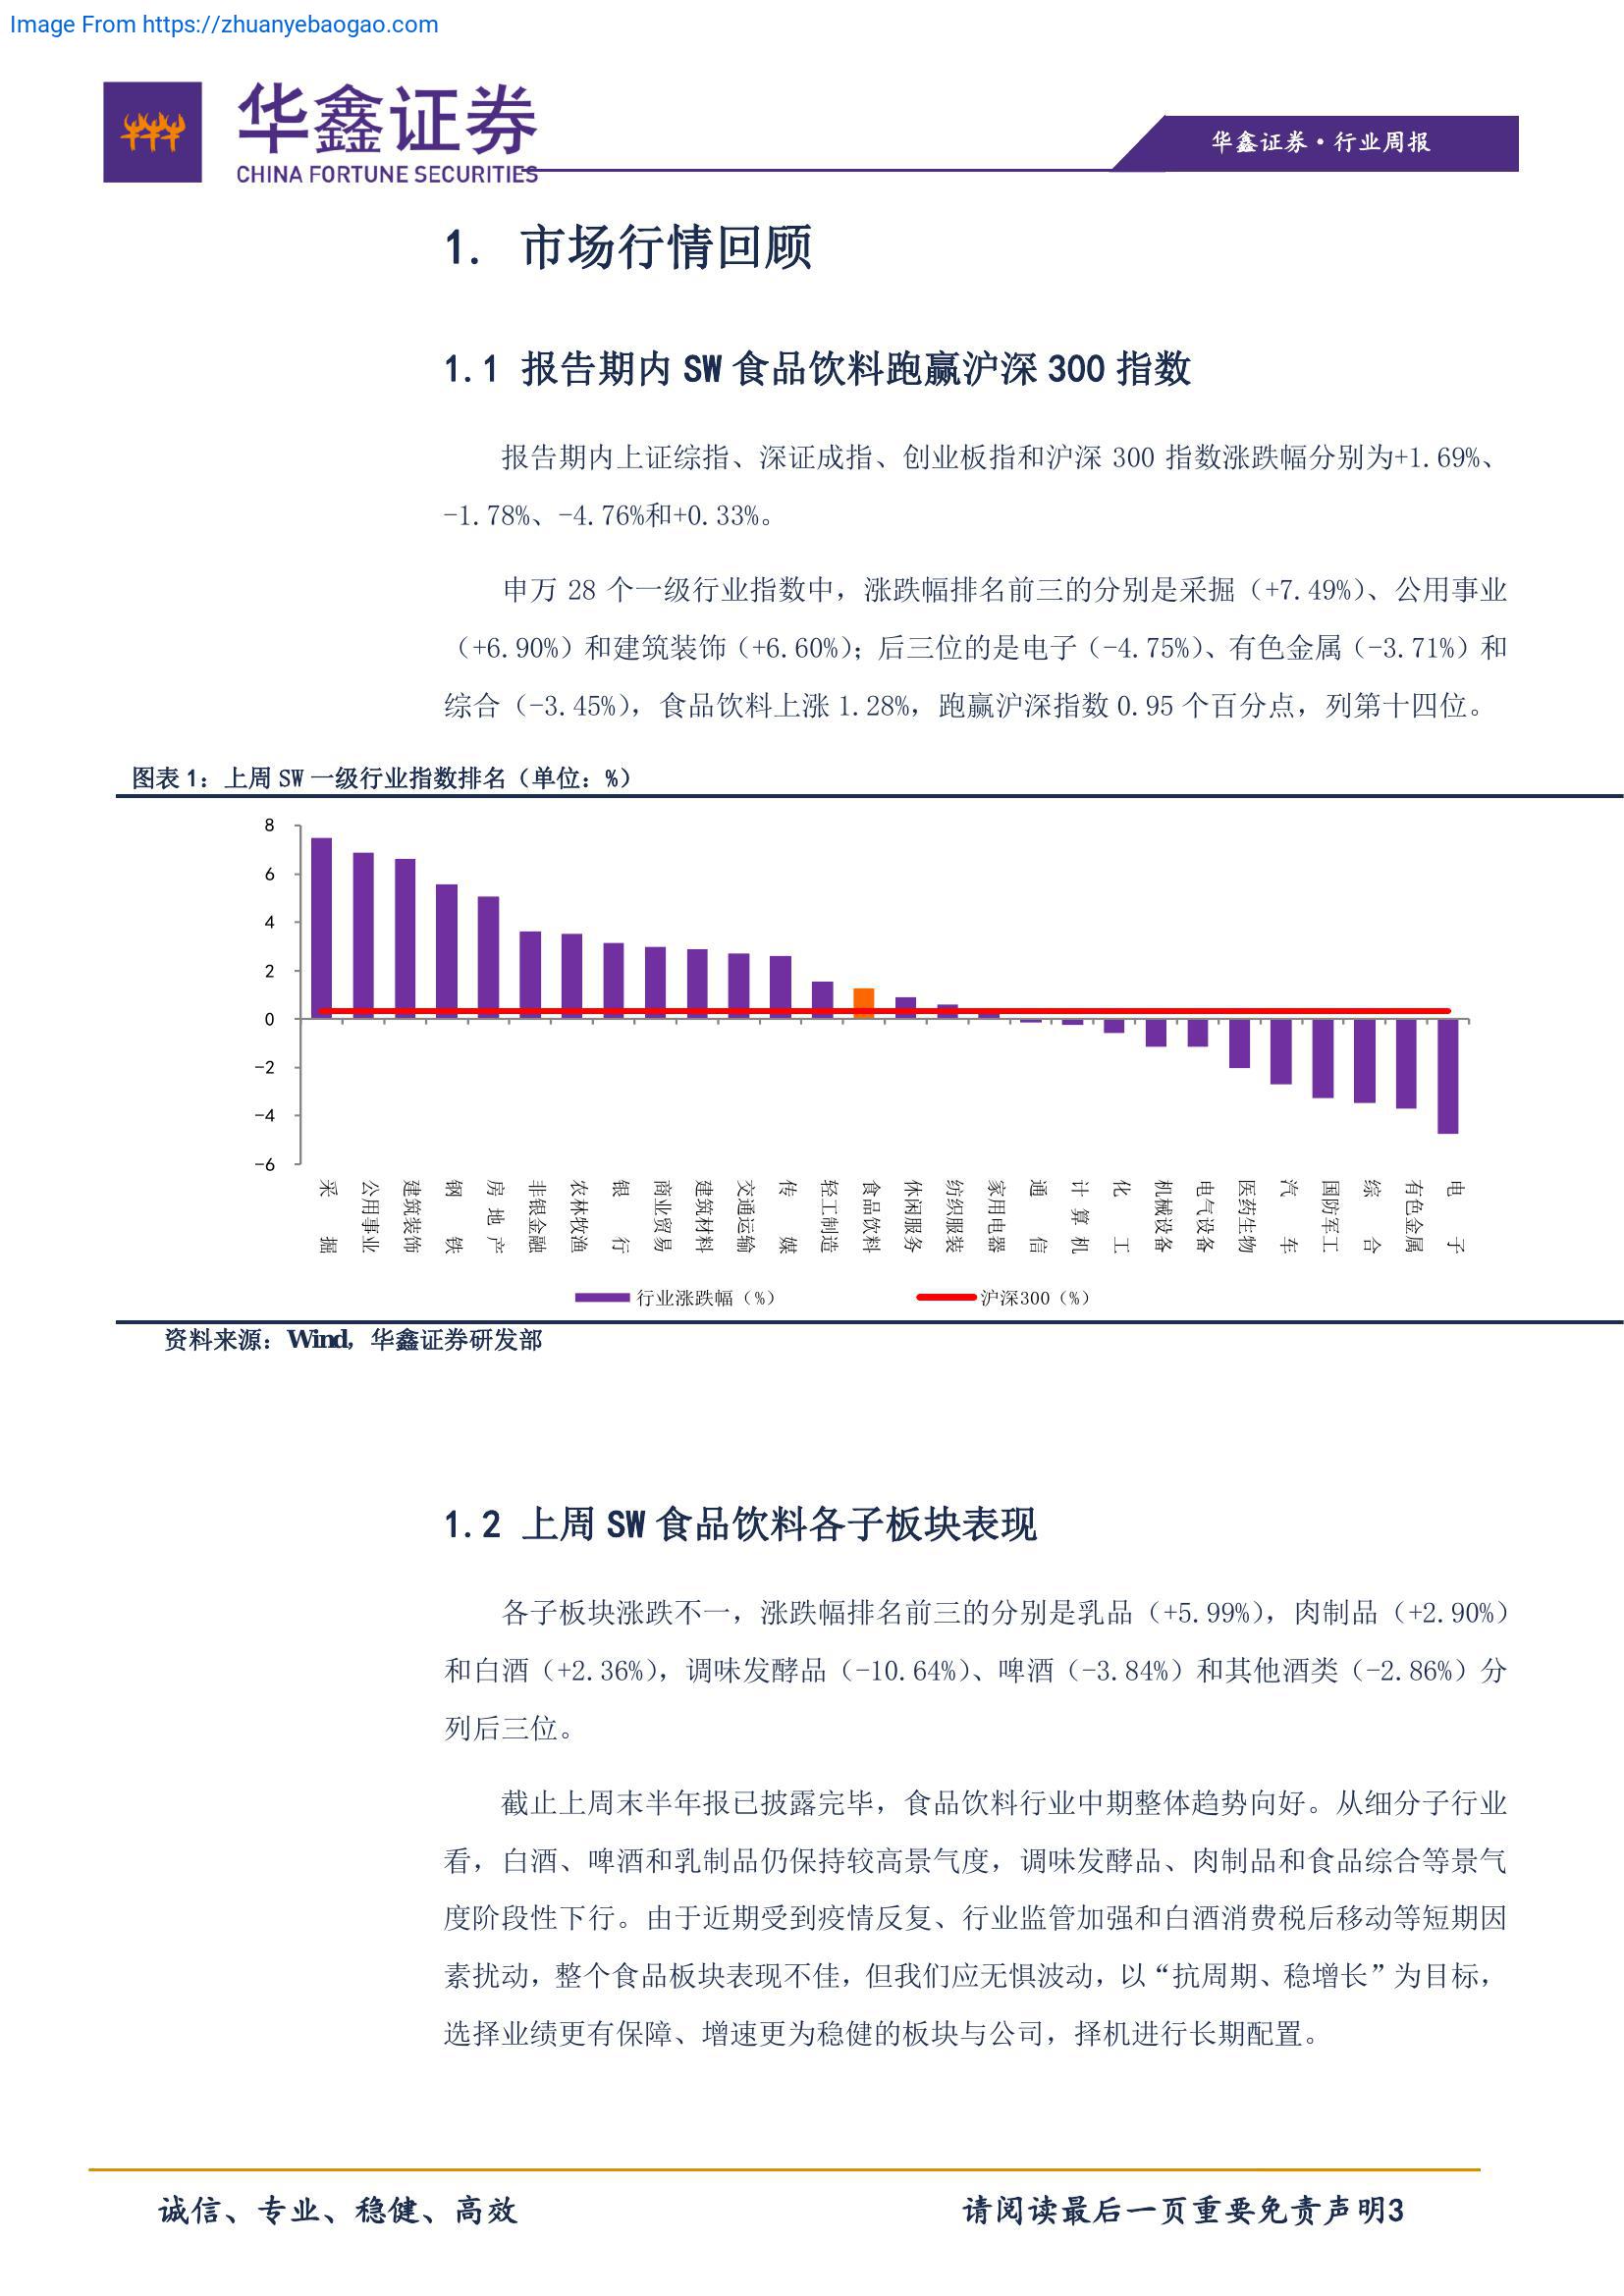 Image From https://zhuanyebaogao.com
华鑫证券
CHINA FORTUNE SECURITIES
华鑫证券·行业周报
1. 市场行情回顾
1.1 报告期内 SW 食品饮料跑赢沪深 300 指数
报告期内上证综指、深证成指、创业板指和沪深 300 指数涨跌幅分别为+1.69%、
-1.78%、-4.76%和+0.33%。
申万 28 个一级行业指数中，涨跌幅排名前三的分别是采掘（+7.49%）、公用事业
（+6.90%）和建筑装饰（+6.60%）；后三位的是电子（-4.75%）、有色金属（-3.71%）和
综合（-3.45%），食品饮料上涨 1.28%，跑赢沪深指数 0.95 个百分点，列第十四位。
图表 1：上周 SW 一级行业指数排名（单位：%）
8
6
4
2
0
-2
-4
-6
采掘
公用事业
建筑装饰
钢铁
房地产
非银金融
农林牧渔
银行
商业贸易
建筑材料
交通运输
传媒
轻工制造
食品饮料
休闲服务
纺织服装
家用电器
通信
计算机
化工
机械设备
电气设备
医药生物
汽车
国防军工
综合
有色金属
电子
行业涨跌幅（%）
沪深300（%）
资料来源：Wind，华鑫证券研发部
1.2 上周 SW 食品饮料各子板块表现
各子板块涨跌不一，涨跌幅排名前三的分别是乳品（+5.99%），肉制品（+2.90%）
和白酒（+2.36%），调味发酵品（-10.64%）、啤酒（-3.84%）和其他酒类（-2.86%）分
列后三位。
截止上周末半年报已披露完毕，食品饮料行业中期整体趋势向好。从细分子行业
看，白酒、啤酒和乳制品仍保持较高景气度，调味发酵品、肉制品和食品综合等景气
度阶段性下行。由于近期受到疫情反复、行业监管加强和白酒消费税后移动等短期因
素扰动，整个食品板块表现不佳，但我们应无惧波动，以“抗周期、稳增长”为目标，
选择业绩更有保障、增速更为稳健的板块与公司，择机进行长期配置。
诚信、专业、稳健、高效
请阅读最后一页重要免责声明3